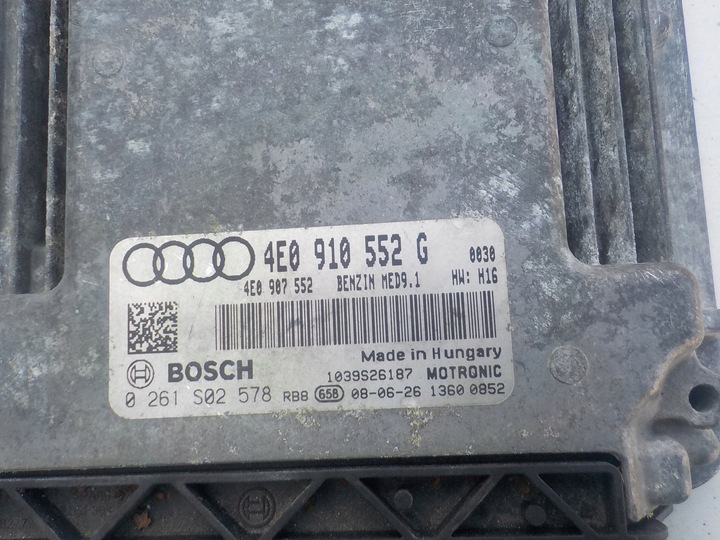 4E0 910 552 G 0030
4E0 907 552 BENZIN MED9.1 HW: H16
Made in Hungary
BOSCH 1039S26187 MOTRONIC
0 261 S02 578 RB8 658 08-06-26 1360 0852